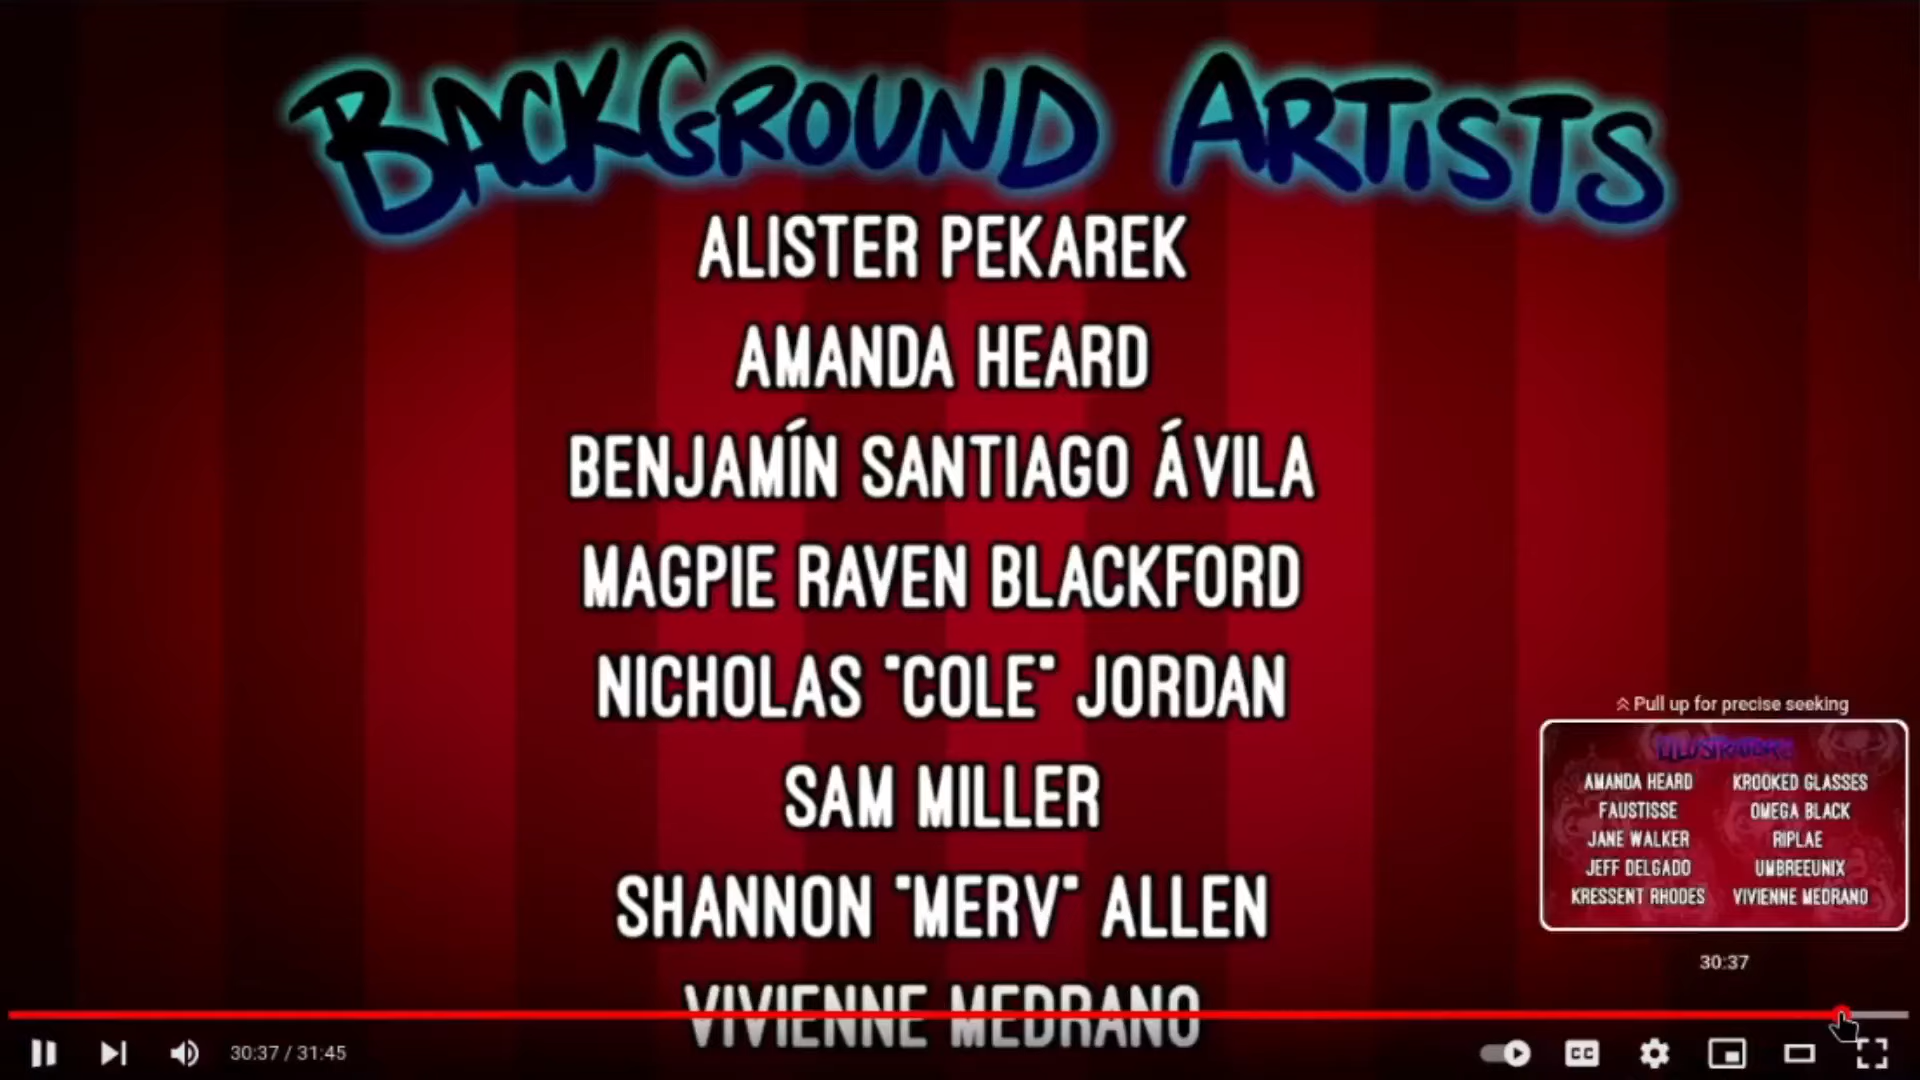 BACKGROUND ARTISTS
ALISTER PEKAREK
AMANDA HEARD
BENJAMÍN SANTIAGO ÁVILA
MAGPIE RAVEN BLACKFORD
NICHOLAS "COLE" JORDAN
SAM MILLER
SHANNON "MERV" ALLEN
VIVIENNE MEDRANO
Pull up for precise seeking
ILLUSTRATORS
AMANDA HEARD KROOKED GLASSES
FAUSTISSE OMEGA BLACK
JANE WALKER RIPLAE
JEFF DELGADO UMBREEUNIX
KRESSENT RHODES VIVIENNE MEDRANO
30:37
30:37 / 31:45
CC